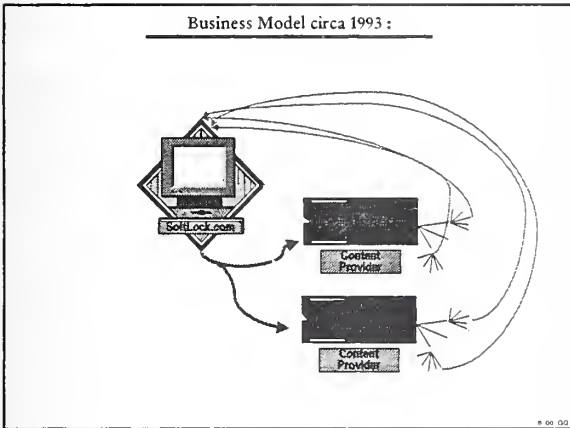 Business Model circa 1993 :
SoftLock.com
Content
Provider
Content
Provider